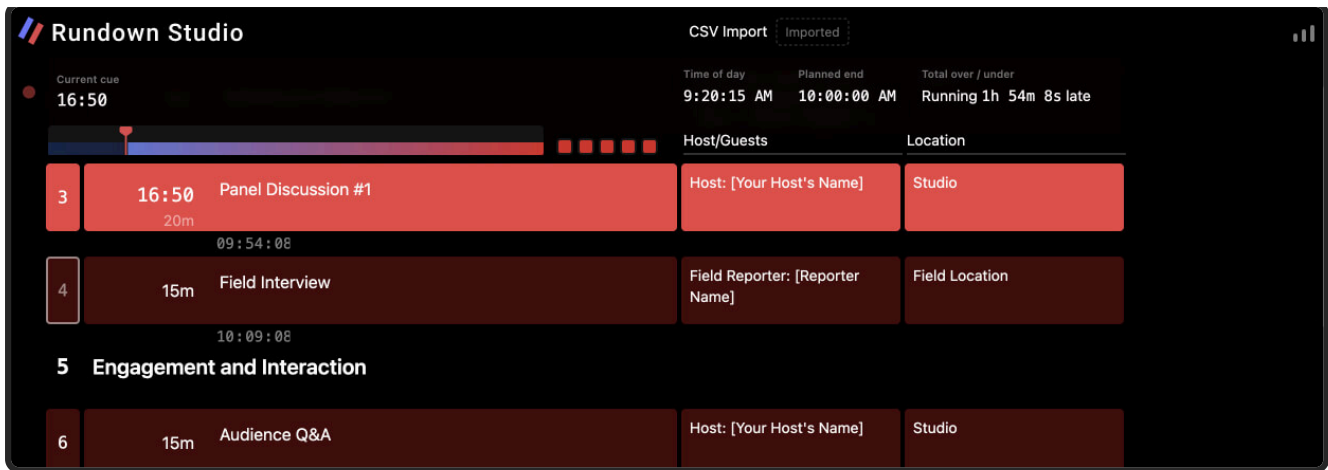 Rundown Studio
CSV Import Imported
Current cue
16:50
Time of day Planned end Total over / under
9:20:15 AM 10:00:00 AM Running 1h 54m 8s late
Host/Guests Location
3 16:50 Panel Discussion #1 Host: [Your Host's Name] Studio
20m
09:54:08
4 15m Field Interview Field Reporter: [Reporter Name] Field Location
10:09:08
5 Engagement and Interaction
6 15m Audience Q&A Host: [Your Host's Name] Studio